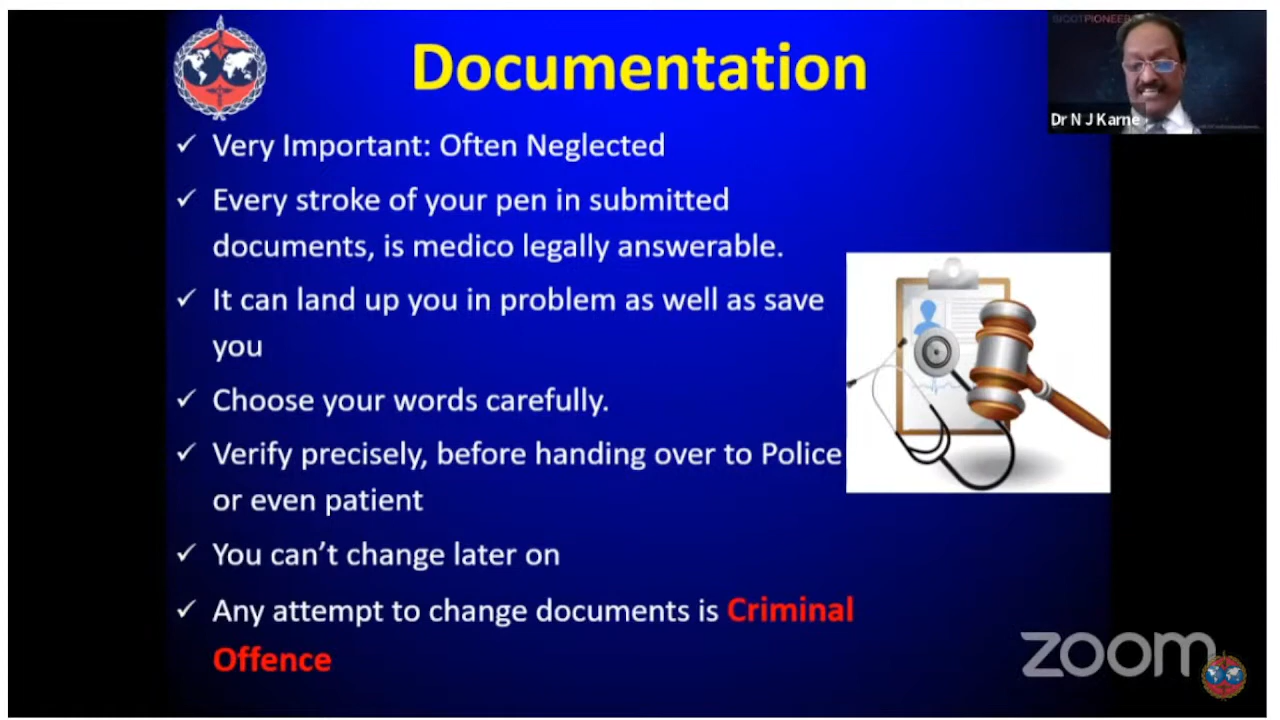 Documentation
SICOTPIONEER
Dr N J Karne
✓ Very Important: Often Neglected
✓ Every stroke of your pen in submitted
documents, is medico legally answerable.
✓ It can land up you in problem as well as save
you
✓ Choose your words carefully.
✓ Verify precisely, before handing over to Police
or even patient
✓ You can't change later on
✓ Any attempt to change documents is Criminal
Offence
zoom